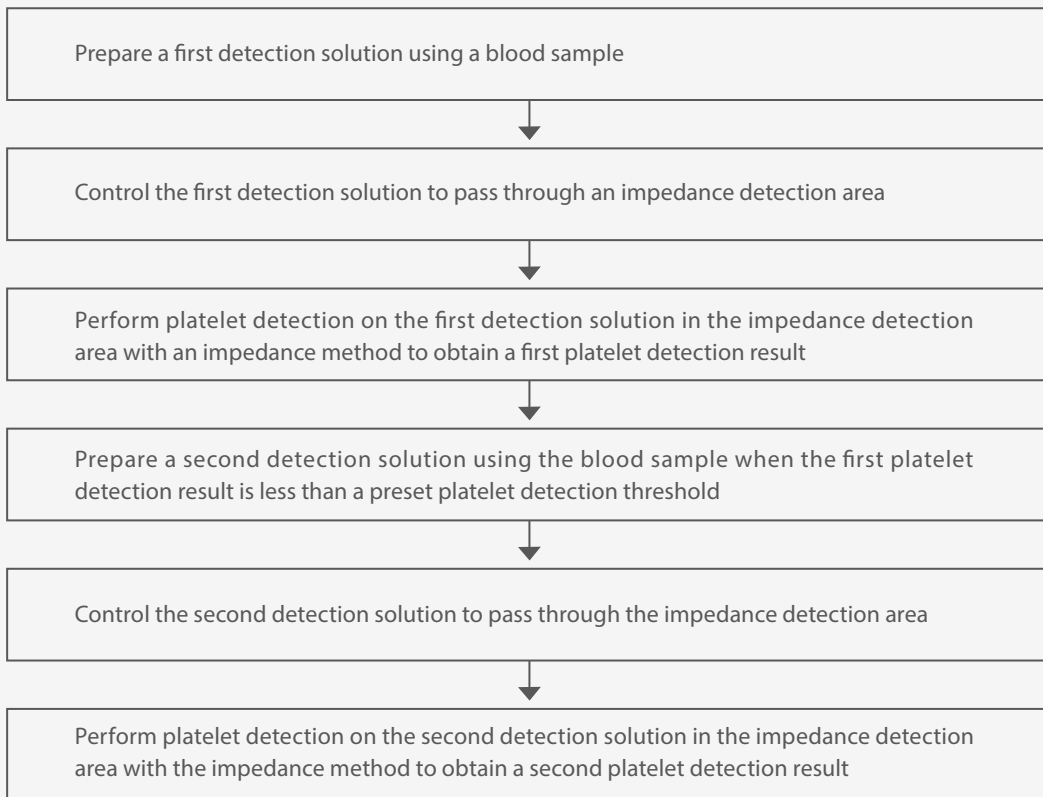 Prepare a first detection solution using a blood sample
Control the first detection solution to pass through an impedance detection area
Perform platelet detection on the first detection solution in the impedance detection
area with an impedance method to obtain a first platelet detection result
Prepare a second detection solution using the blood sample when the first platelet
detection result is less than a preset platelet detection threshold
Control the second detection solution to pass through the impedance detection area
Perform platelet detection on the second detection solution in the impedance detection
area with the impedance method to obtain a second platelet detection result